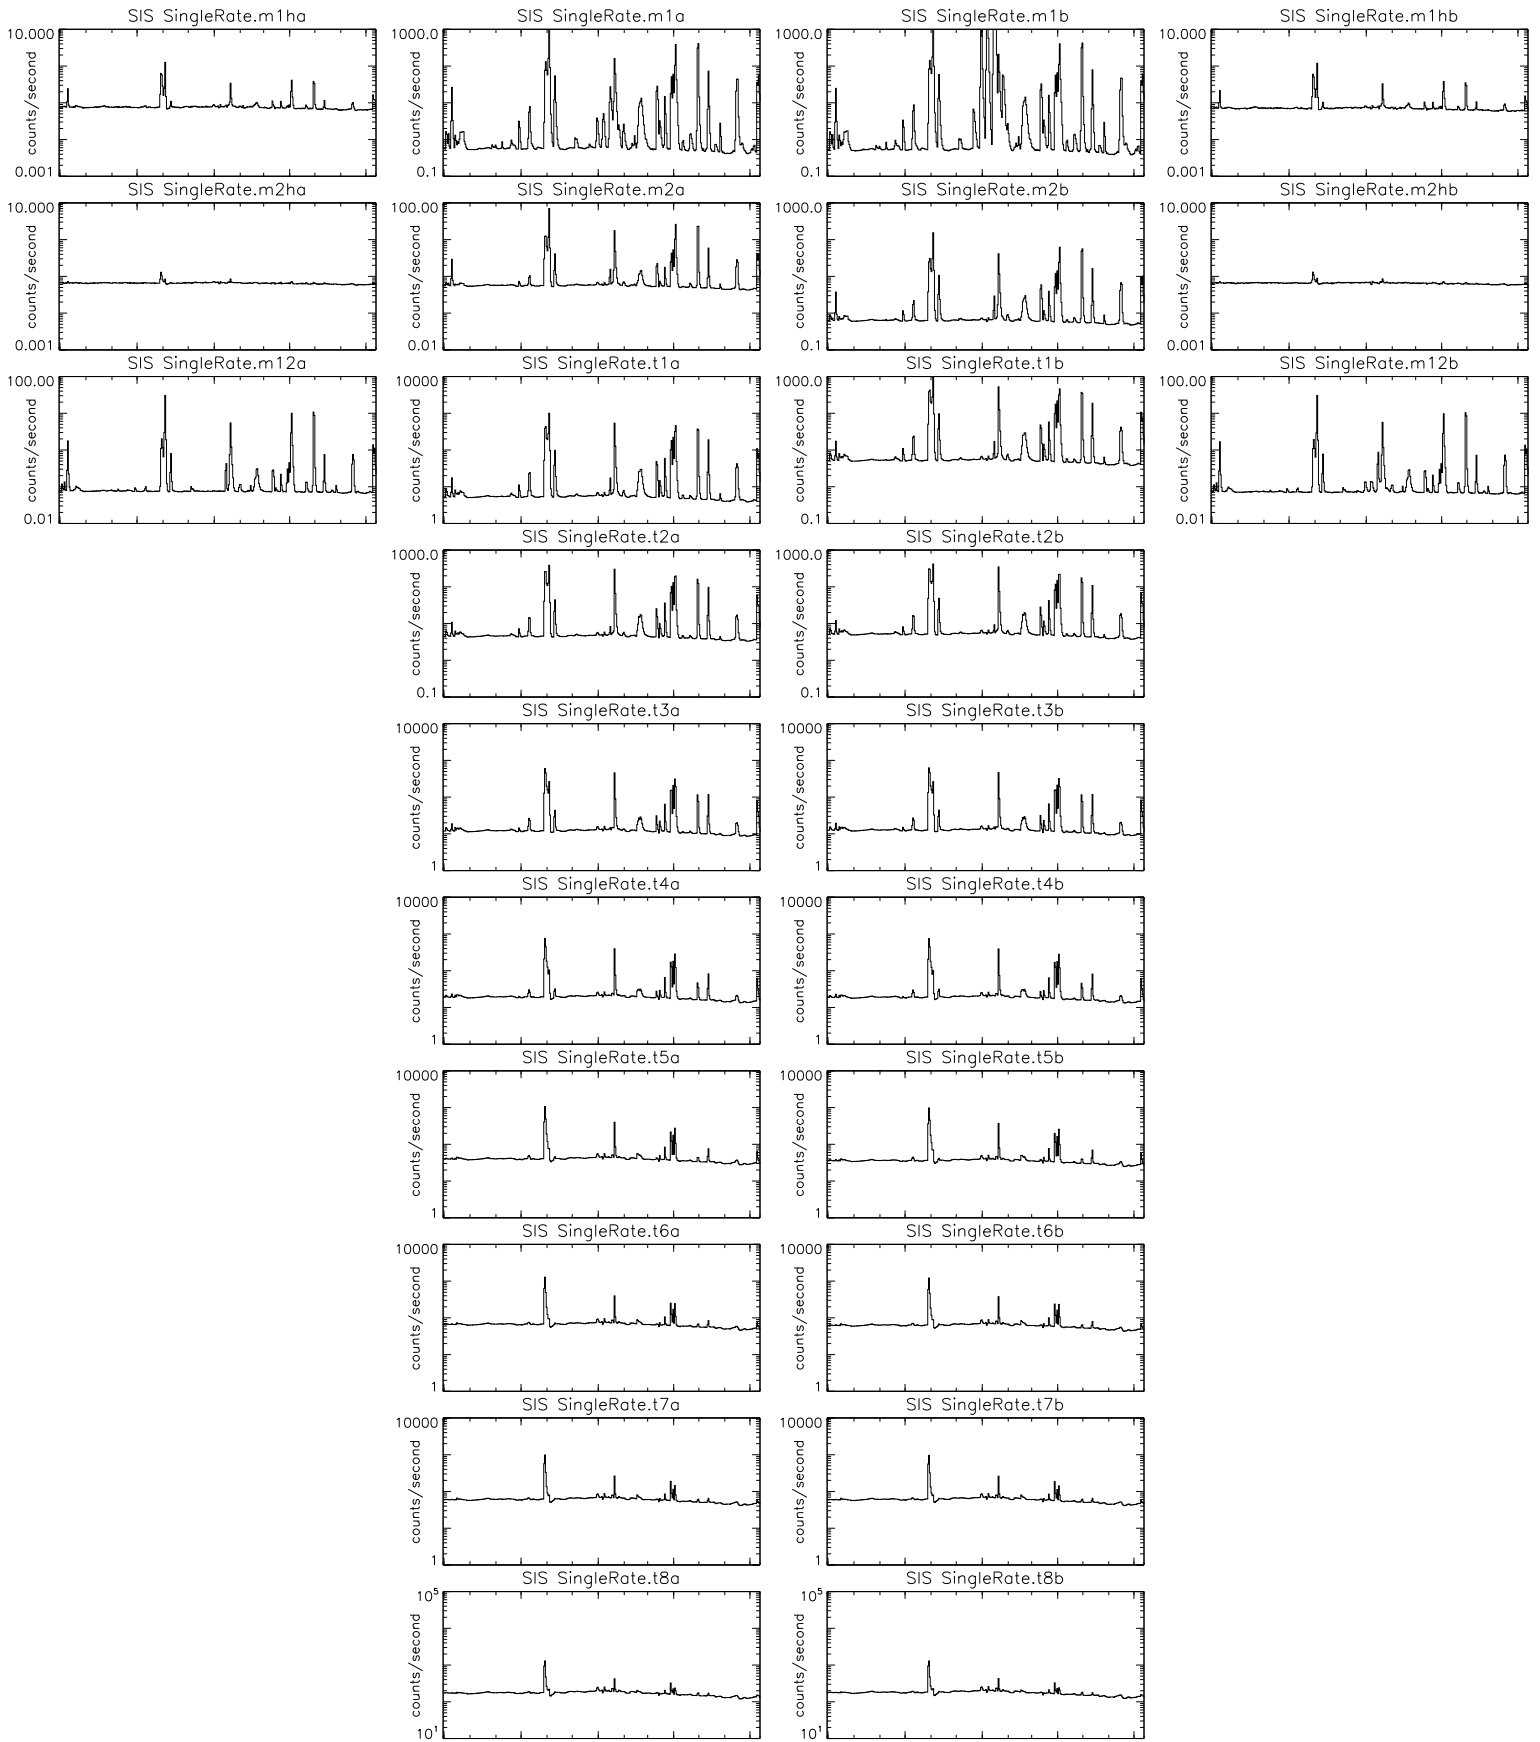 SIS SingleRate.m1ha
10.000
counts/second
0.001
SIS SingleRate.m1a
1000.0
counts/second
0.1
SIS SingleRate.m1b
1000.0
counts/second
0.1
SIS SingleRate.m1hb
10.000
counts/second
0.001
SIS SingleRate.m2ha
10.000
counts/second
0.001
SIS SingleRate.m2a
100.00
counts/second
0.01
SIS SingleRate.m2b
1000.0
counts/second
0.1
SIS SingleRate.m2hb
10.000
counts/second
0.001
SIS SingleRate.m12a
100.00
counts/second
0.01
SIS SingleRate.t1a
10000
counts/second
1
SIS SingleRate.t1b
1000.0
counts/second
0.1
SIS SingleRate.m12b
100.00
counts/second
0.01
SIS SingleRate.t2a
1000.0
counts/second
0.1
SIS SingleRate.t2b
1000.0
counts/second
0.1
SIS SingleRate.t3a
10000
counts/second
1
SIS SingleRate.t3b
10000
counts/second
1
SIS SingleRate.t4a
10000
counts/second
1
SIS SingleRate.t4b
10000
counts/second
1
SIS SingleRate.t5a
10000
counts/second
1
SIS SingleRate.t5b
10000
counts/second
1
SIS SingleRate.t6a
10000
counts/second
1
SIS SingleRate.t6b
10000
counts/second
1
SIS SingleRate.t7a
10000
counts/second
1
SIS SingleRate.t7b
10000
counts/second
1
SIS SingleRate.t8a
10⁵
counts/second
10¹
SIS SingleRate.t8b
10⁵
counts/second
10¹